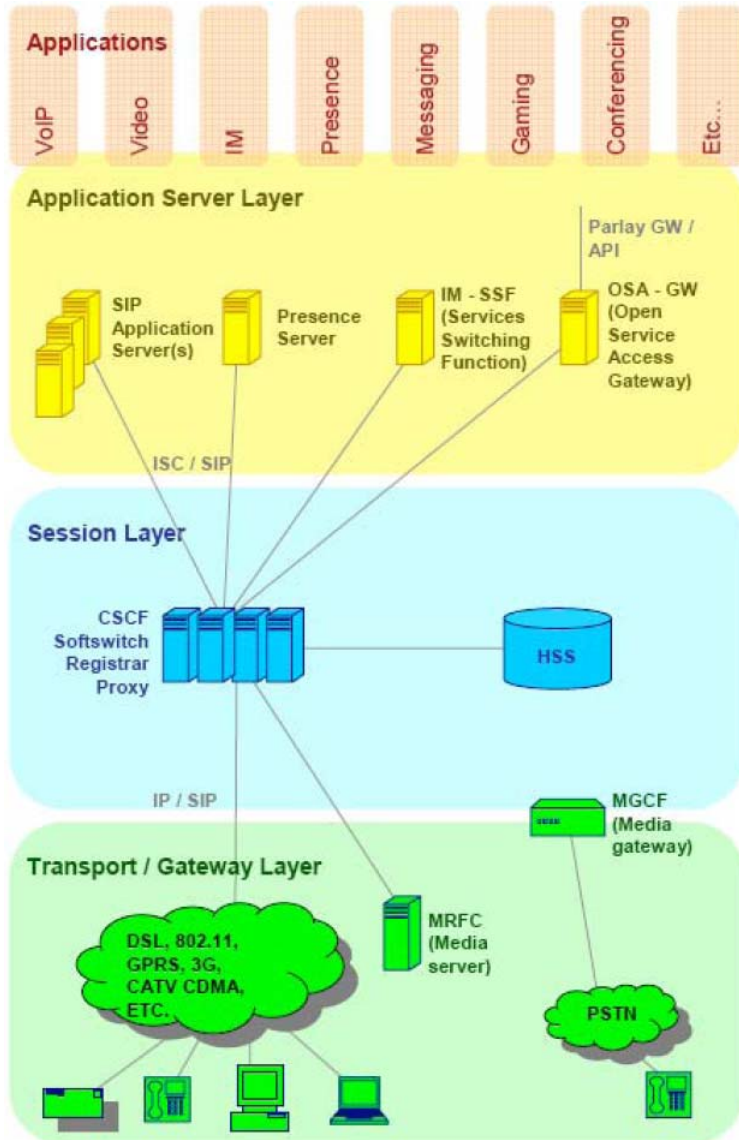 Applications
VoIP
Video
IM
Presence
Messaging
Gaming
Conferencing
Etc...
Application Server Layer
Parlay GW /
API
SIP
Application
Server(s)
Presence
Server
IM - SSF
(Services
Switching
Function)
OSA - GW
(Open
Service
Access
Gateway)
ISC / SIP
Session Layer
CSCF
Softswitch
Registrar
Proxy
HSS
IP / SIP
MGCF
(Media
gateway)
Transport / Gateway Layer
DSL, 802.11,
GPRS, 3G,
CATV CDMA,
ETC.
MRFC
(Media
server)
PSTN